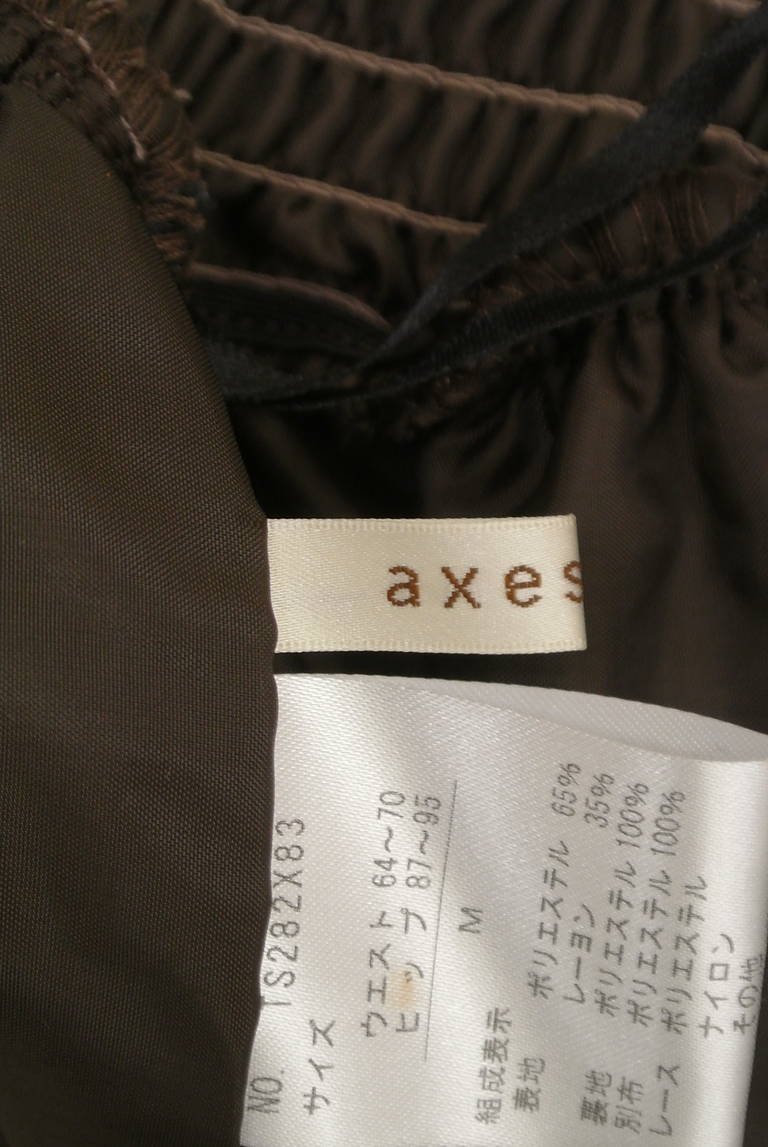 axes
NO. TS282X83
サイズ
ウエスト 64～70
ヒップ 87～95
M
組成表示
表地 ポリエステル 65%
レーヨン 35%
裏地 ポリエステル 100%
別布 ポリエステル 100%
レース ポリエステル
ナイロン
その他